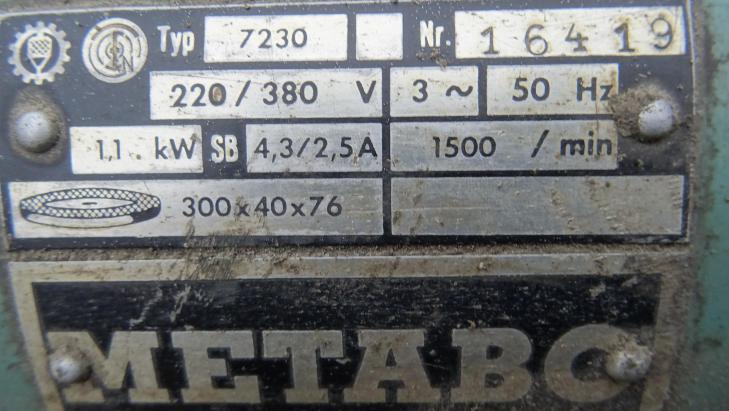 Typ 7230 Nr. 16419
220 / 380 V 3 ~ 50 Hz
1,1 kW SB 4,3/2,5A 1500 / min
300x40x76
METABO